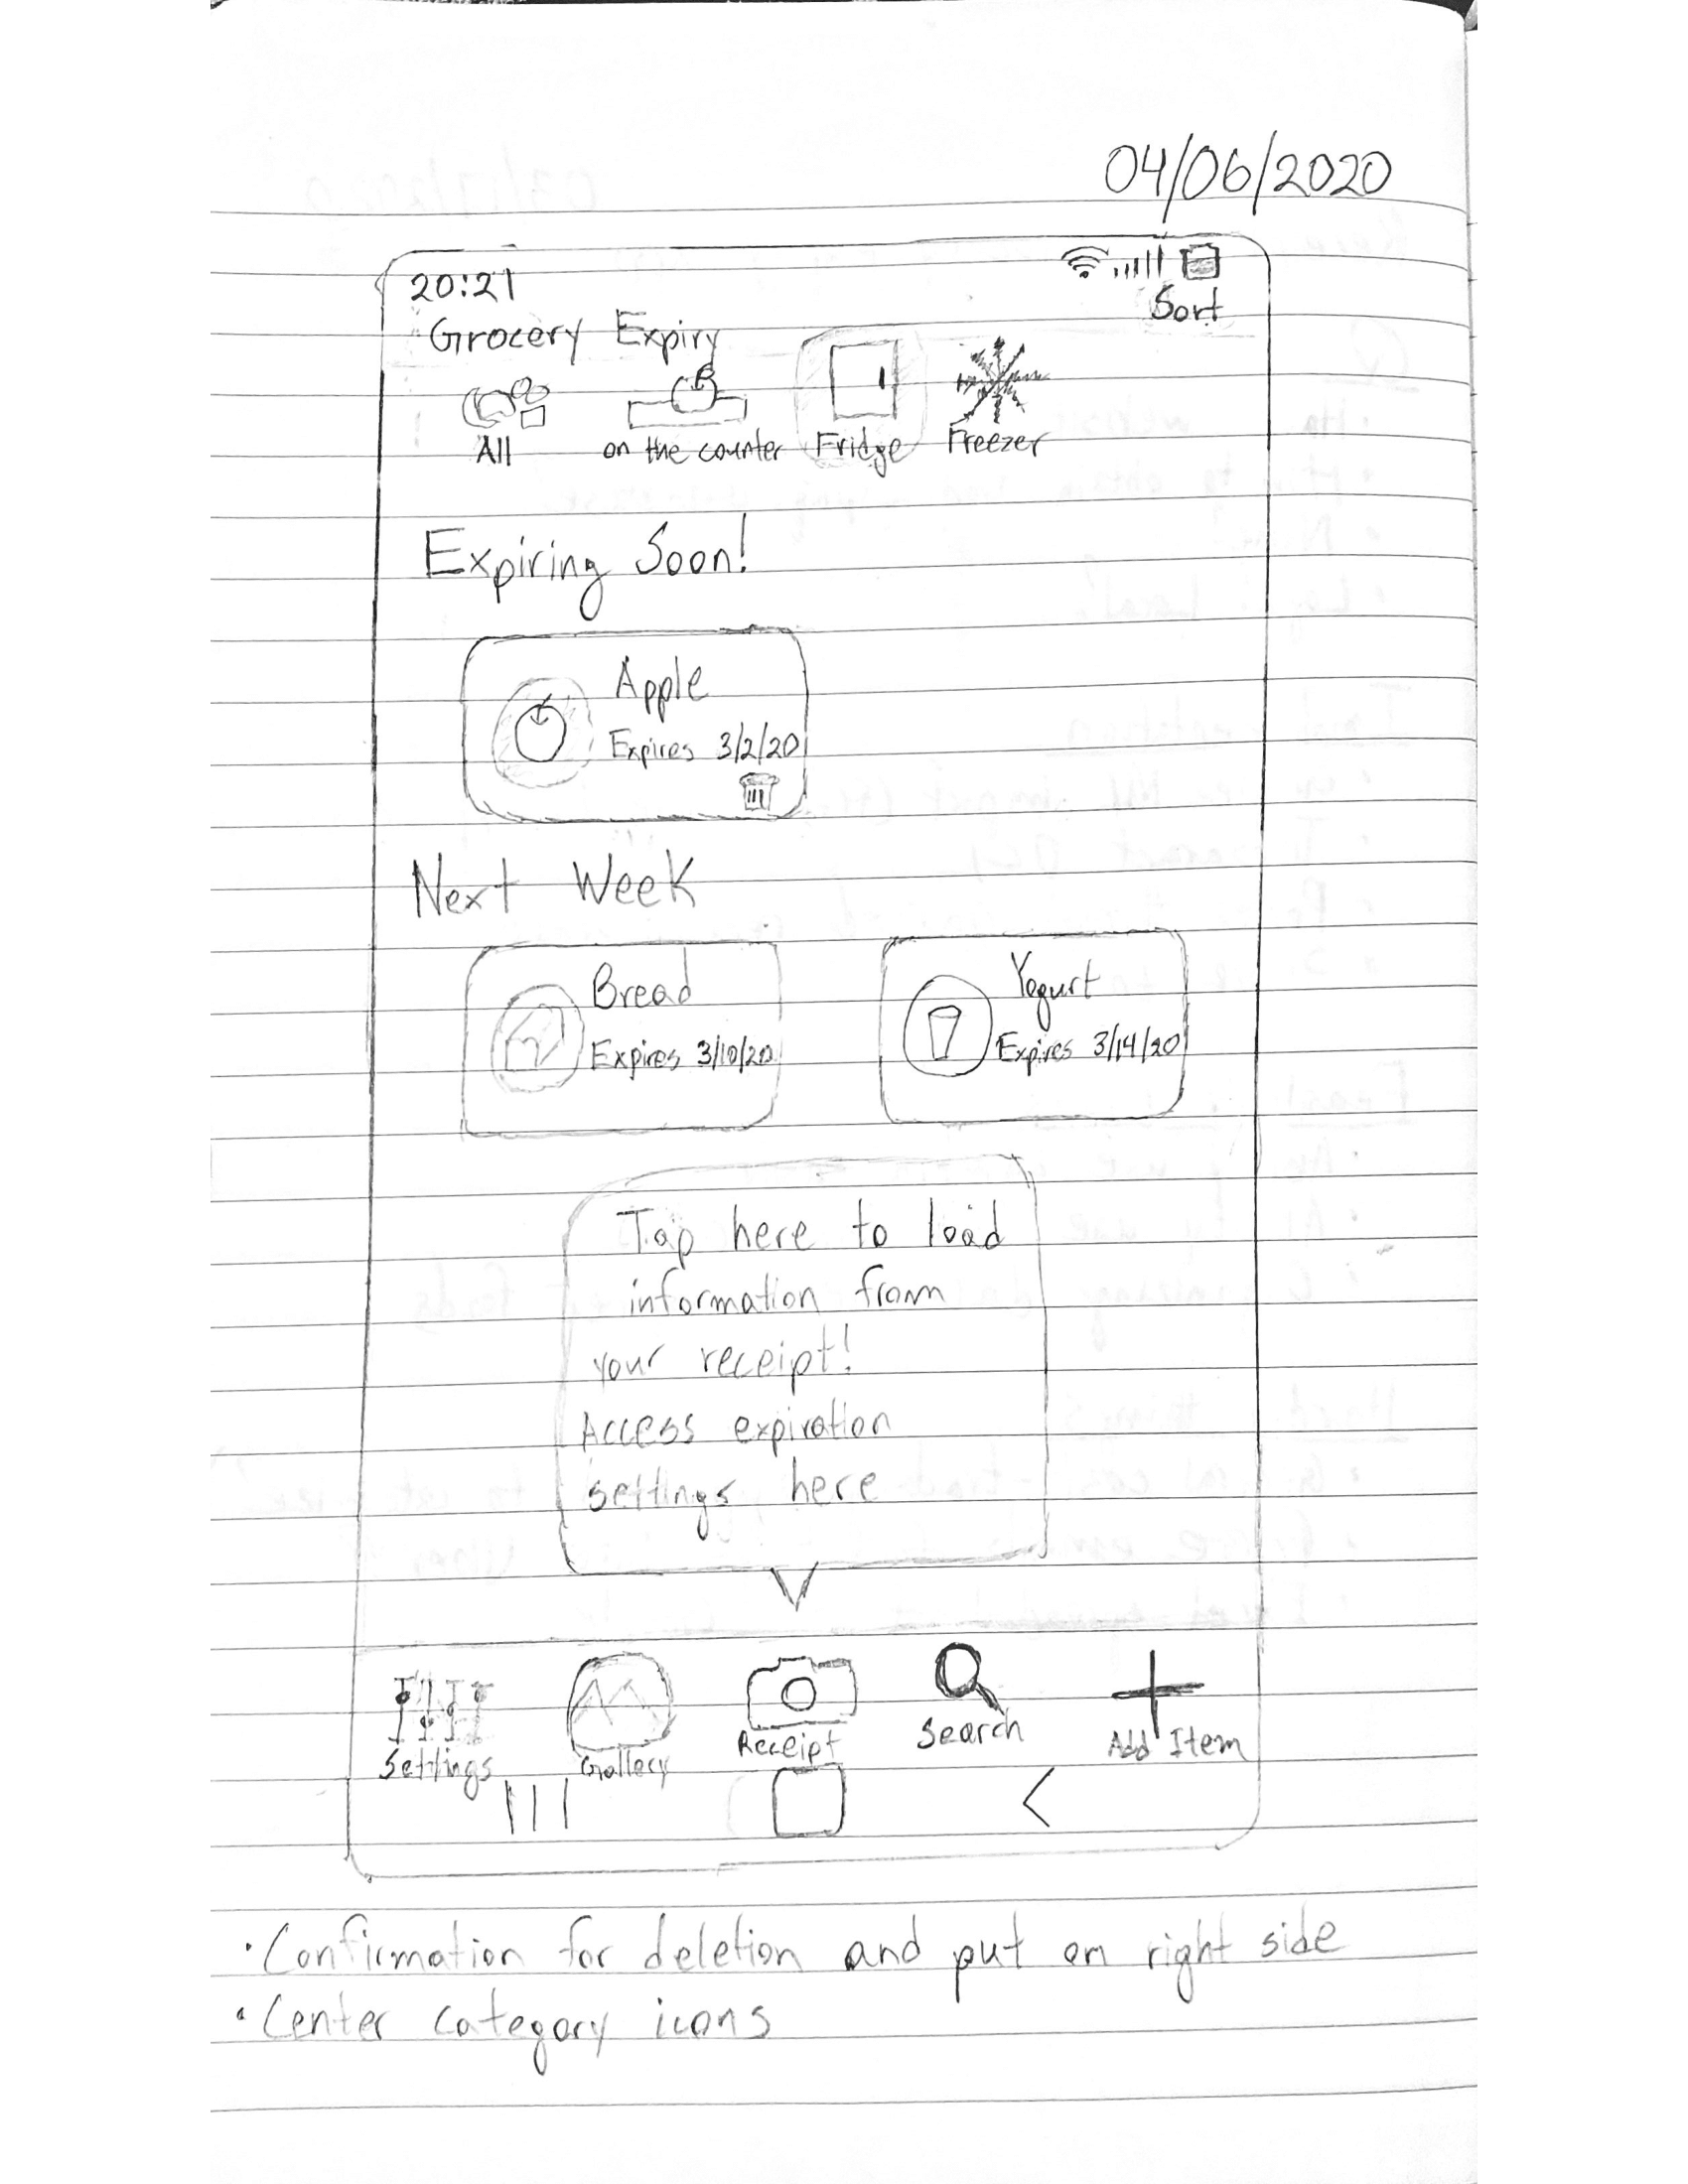 04/06/2020
20:21
Sort
Grocery Expiry
All on the counter Fridge Freezer
Expiring Soon!
Apple
Expires 3/2/20
Next Week
Bread Yogurt
Expires 3/10/20 Expires 3/14/20
Tap here to load
information from
your receipt!
Access expiration
settings here
Settings Gallery Receipt Search Add Item
• Confirmation for deletion and put on right side
• Center category icons